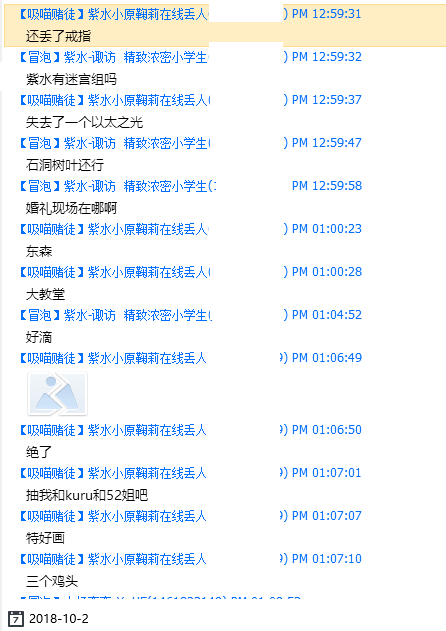 【吸喵赌徒】紫水小原鞠莉在线丢人( ) PM 12:59:31
还丢了戒指
【冒泡】紫水-诹访 精致浓密小学生 ) PM 12:59:32
紫水有迷宫组吗
【吸喵赌徒】紫水小原鞠莉在线丢人( ) PM 12:59:37
失去了一个以太之光
【冒泡】紫水-诹访 精致浓密小学生( ) PM 12:59:47
石洞树叶还行
【冒泡】紫水-诹访 精致浓密小学生( PM 12:59:58
婚礼现场在哪啊
【吸喵赌徒】紫水小原鞠莉在线丢人( ) PM 01:00:23
东森
【吸喵赌徒】紫水小原鞠莉在线丢人( ) PM 01:00:28
大教堂
【冒泡】紫水-诹访 精致浓密小学生( ) PM 01:04:52
好滴
【吸喵赌徒】紫水小原鞠莉在线丢人 ) PM 01:06:49
【吸喵赌徒】紫水小原鞠莉在线丢人 ) PM 01:06:50
绝了
【吸喵赌徒】紫水小原鞠莉在线丢人 ) PM 01:07:01
抽我和kuru和52姐吧
【吸喵赌徒】紫水小原鞠莉在线丢人 ) PM 01:07:07
特好画
【吸喵赌徒】紫水小原鞠莉在线丢人 ) PM 01:07:10
三个鸡头
7 2018-10-2